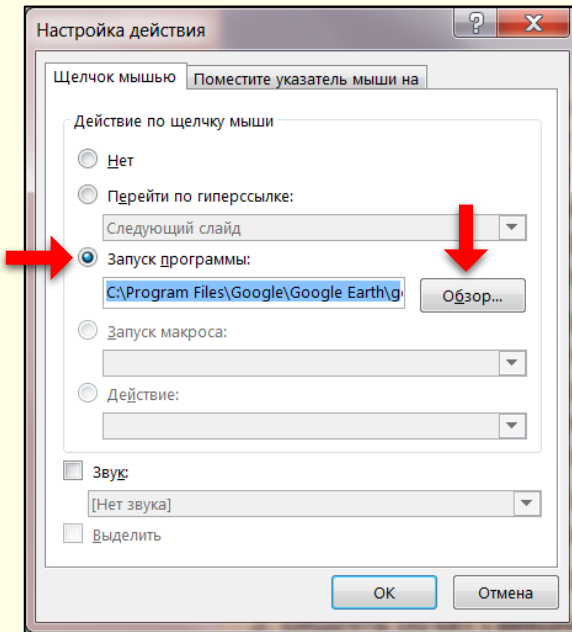 Настройка действия
Щелчок мышью Поместите указатель мыши на
Действие по щелчку мыши
Нет
Перейти по гиперссылке:
Следующий слайд
Запуск программы:
C:\Program Files\Google\Google Earth\g
Обзор...
Запуск макроса:
Действие:
Звук:
[Нет звука]
Выделить
ОК Отмена